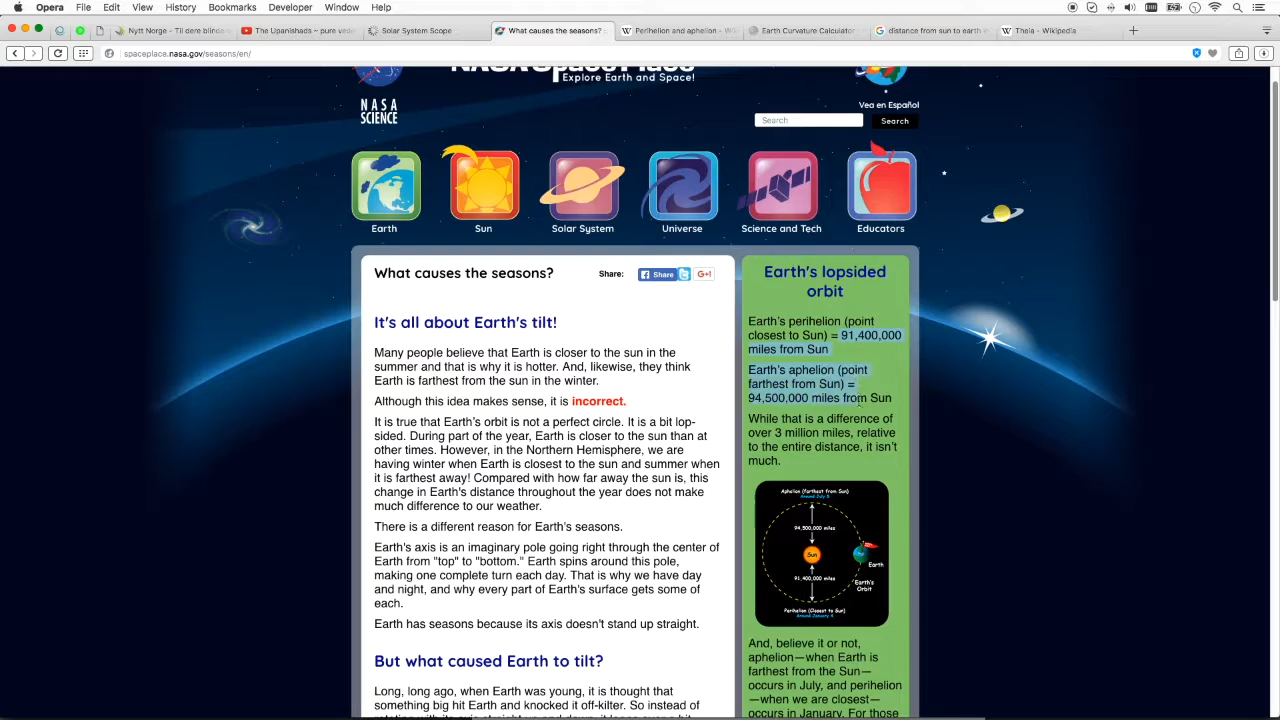 Opera File Edit View History Bookmarks Developer Window Help
Nytt Norge - Til dere blinder
The Upanishads ~ pure ved
Solar System Scope
What causes the seasons? :
Perihelion and aphelion - Wi
Earth Curvature Calculator
distance from sun to earth
Theia - Wikipedia
spaceplace.nasa.gov/seasons/en/
Explore Earth and Space!
NASA
SCIENCE
Vea en Español
Search
Search
Earth
Sun
Solar System
Universe
Science and Tech
Educators
What causes the seasons?
Share:
Share
G+!
It's all about Earth's tilt!
Many people believe that Earth is closer to the sun in the
summer and that is why it is hotter. And, likewise, they think
Earth is farthest from the sun in the winter.
Although this idea makes sense, it is incorrect.
It is true that Earth's orbit is not a perfect circle. It is a bit lop-
sided. During part of the year, Earth is closer to the sun than at
other times. However, in the Northern Hemisphere, we are
having winter when Earth is closest to the sun and summer when
it is farthest away! Compared with how far away the sun is, this
change in Earth's distance throughout the year does not make
much difference to our weather.
There is a different reason for Earth's seasons.
Earth's axis is an imaginary pole going right through the center of
Earth from "top" to "bottom." Earth spins around this pole,
making one complete turn each day. That is why we have day
and night, and why every part of Earth's surface gets some of
each.
Earth has seasons because its axis doesn't stand up straight.
But what caused Earth to tilt?
Long, long ago, when Earth was young, it is thought that
something big hit Earth and knocked it off-kilter. So instead of
Earth's lopsided
orbit
Earth's perihelion (point
closest to Sun) = 91,400,000
miles from Sun
Earth's aphelion (point
farthest from Sun) =
94,500,000 miles from Sun
While that is a difference of
over 3 million miles, relative
to the entire distance, it isn't
much.
Aphelion (farthest from Sun)
Around July 5
94,500,000 miles
Sun
Earth
91,400,000 miles
Earth's
Orbit
Perihelion (Closest to Sun)
Around January 4
And, believe it or not,
aphelion—when Earth is
farthest from the Sun—
occurs in July, and perihelion
—when we are closest—
occurs in January. For those